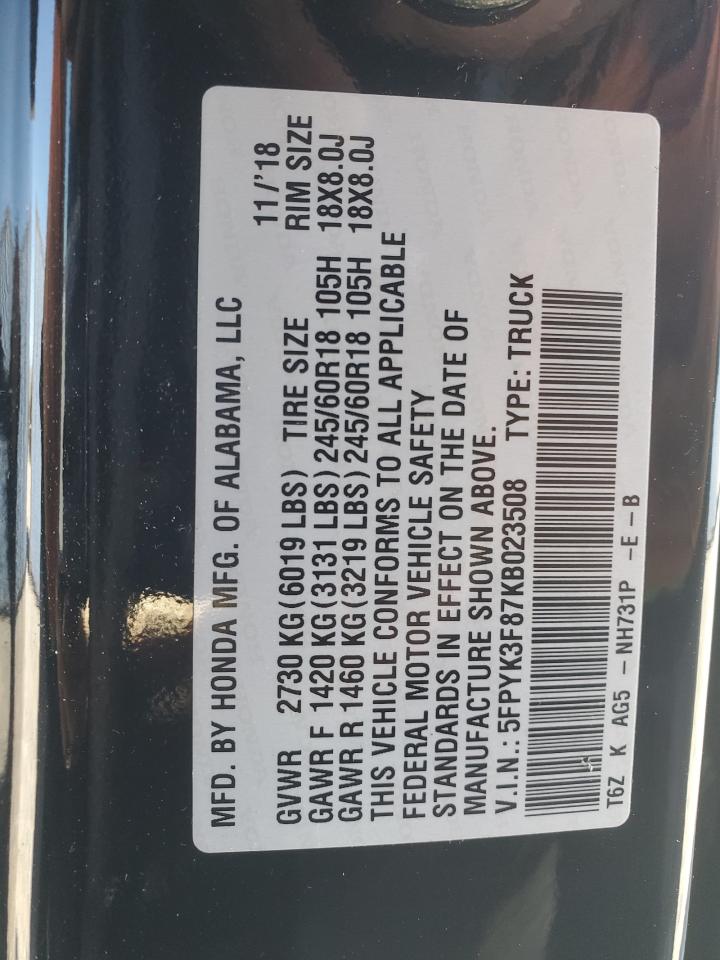 MFD. BY HONDA MFG. OF ALABAMA, LLC
11/'18
GVWR 2730 KG(6019 LBS) TIRE SIZE RIM SIZE
GAWR F 1420 KG(3131 LBS) 245/60R18 105H 18X8.0J
GAWR R 1460 KG(3219 LBS) 245/60R18 105H 18X8.0J
THIS VEHICLE CONFORMS TO ALL APPLICABLE
FEDERAL MOTOR VEHICLE SAFETY
STANDARDS IN EFFECT ON THE DATE OF
MANUFACTURE SHOWN ABOVE.
V.I.N.: 5FPYK3F87KB023508 TYPE: TRUCK
T6Z K AG5 - NH731P -E-B